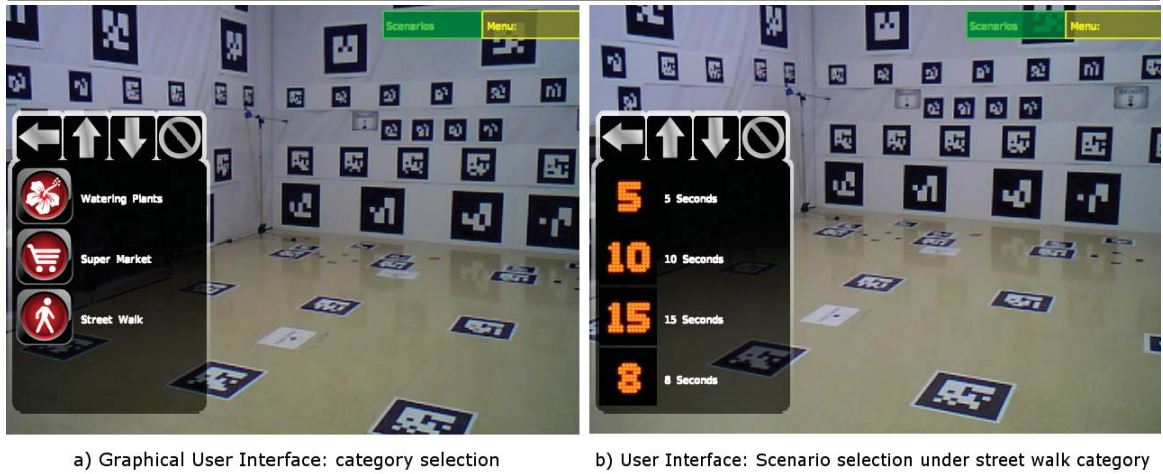 Scenarios
Menu:
Watering Plants
Super Market
Street Walk
Scenarios
Menu:
5
5 Seconds
10
10 Seconds
15
15 Seconds
8
8 Seconds
a) Graphical User Interface: category selection
b) User Interface: Scenario selection under street walk category